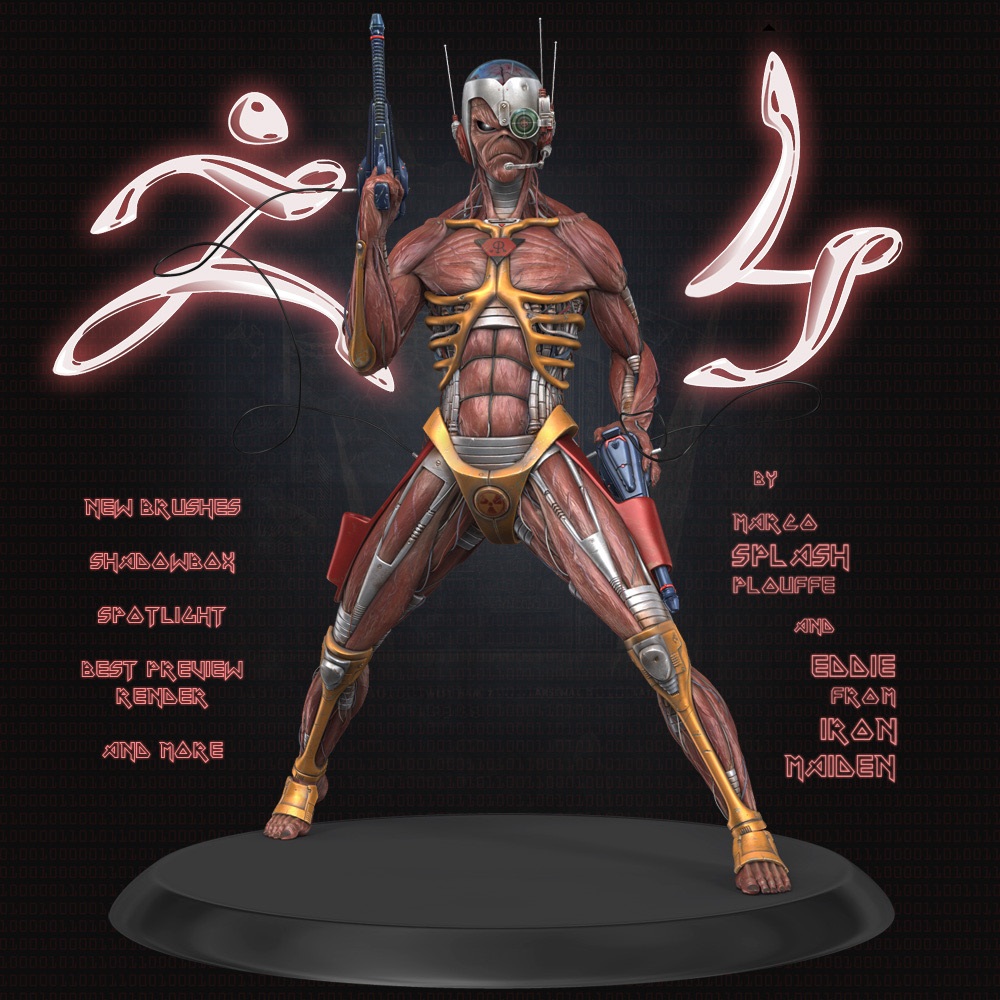 Z4
NEW BRUSHES
SHADOWBOX
SPOTLIGHT
BEST PREVIEW
RENDER
AND MORE
BY
MARCO
SPLASH
PLOUFFE
AND
EDDIE
FROM
IRON
MAIDEN